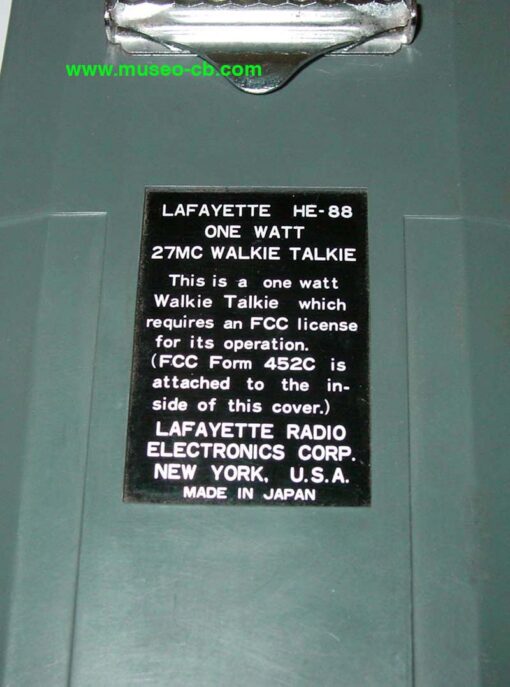 www.museo-cb.com
LAFAYETTE HE-88
ONE WATT
27MC WALKIE TALKIE
This is a one watt
Walkie Talkie which
requires an FCC license
for its operation.
(FCC Form 452C is
attached to the in-
side of this cover.)
LAFAYETTE RADIO
ELECTRONICS CORP.
NEW YORK, U.S.A.
MADE IN JAPAN